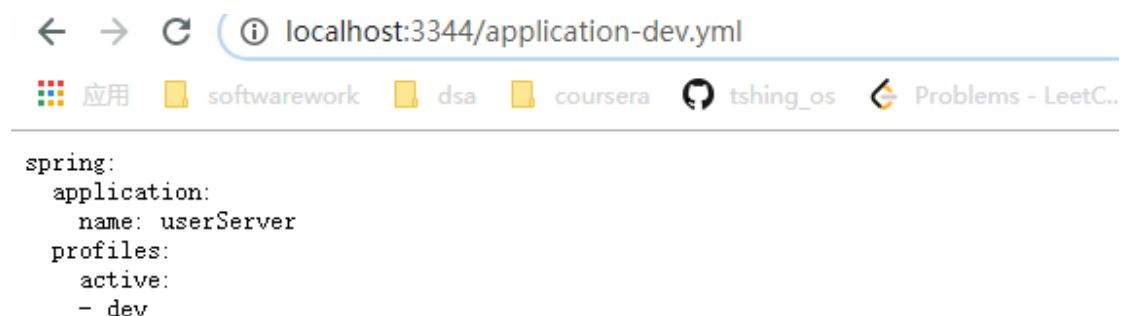 localhost:3344/application-dev.yml
应用 softwarework dsa coursera tshing_os Problems - LeetC...
spring:
  application:
    name: userServer
  profiles:
    active:
    - dev